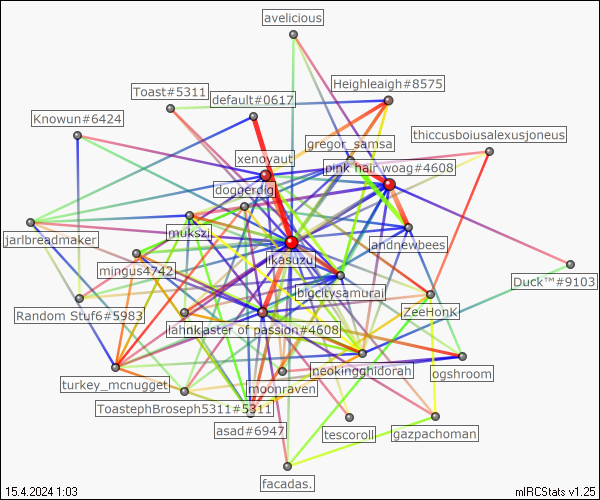 avelicious
Heighleaigh#8575
Toast#5311
default#0617
Knowun#6424
thiccusboiusalexusjoneus
gregor_samsa
xenoyaut
pink hair woag#4608
doggerdig
mukszi
andnewbees
jarlbreadmaker
ikasuzu
mingus4742
Duck™#9103
bigcitysamurai
Random Stuf6#5983
ZeeHonK
lahnkaster of passion#4608
neokingghidorah
ogshroom
turkey_mcnugget
moonraven
ToastephBroseph5311#5311
asad#6947
tescoroll
gazpachoman
facadas.
15.4.2024 1:03
mIRCStats v1.25